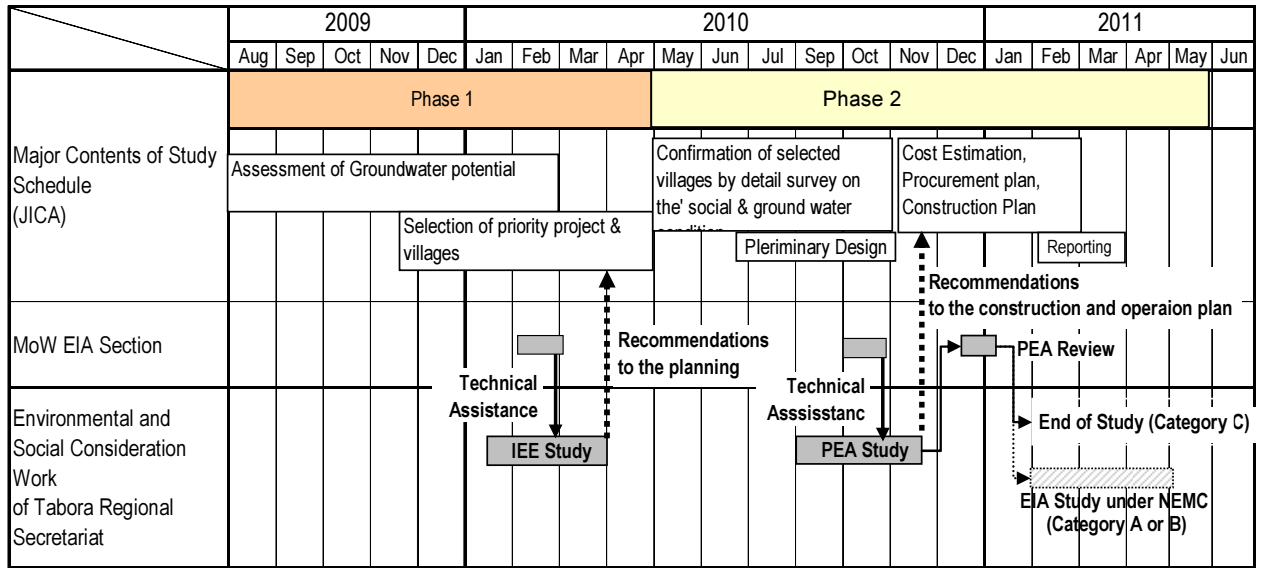 2009 2010 2011
Aug Sep Oct Nov Dec Jan Feb Mar Apr May Jun Jul Sep Oct Nov Dec Jan Feb Mar Apr May Jun
Phase 1 Phase 2
Major Contents of Study
Schedule
(JICA)
Assessment of Groundwater potential
Selection of priority project &
villages
Confirmation of selected
villages by detail survey on
the' social & ground water
condition
Pleriminary Design
Cost Estimation,
Procurement plan,
Construction Plan
Reporting
Recommendations
to the construction and operaion plan
MoW EIA Section
Recommendations
to the planning
PEA Review
Technical
Assistance
Technical
Asssisstanc
Environmental and
Social Consideration
Work
of Tabora Regional
Secretariat
IEE Study
PEA Study
End of Study (Category C)
EIA Study under NEMC
(Category A or B)